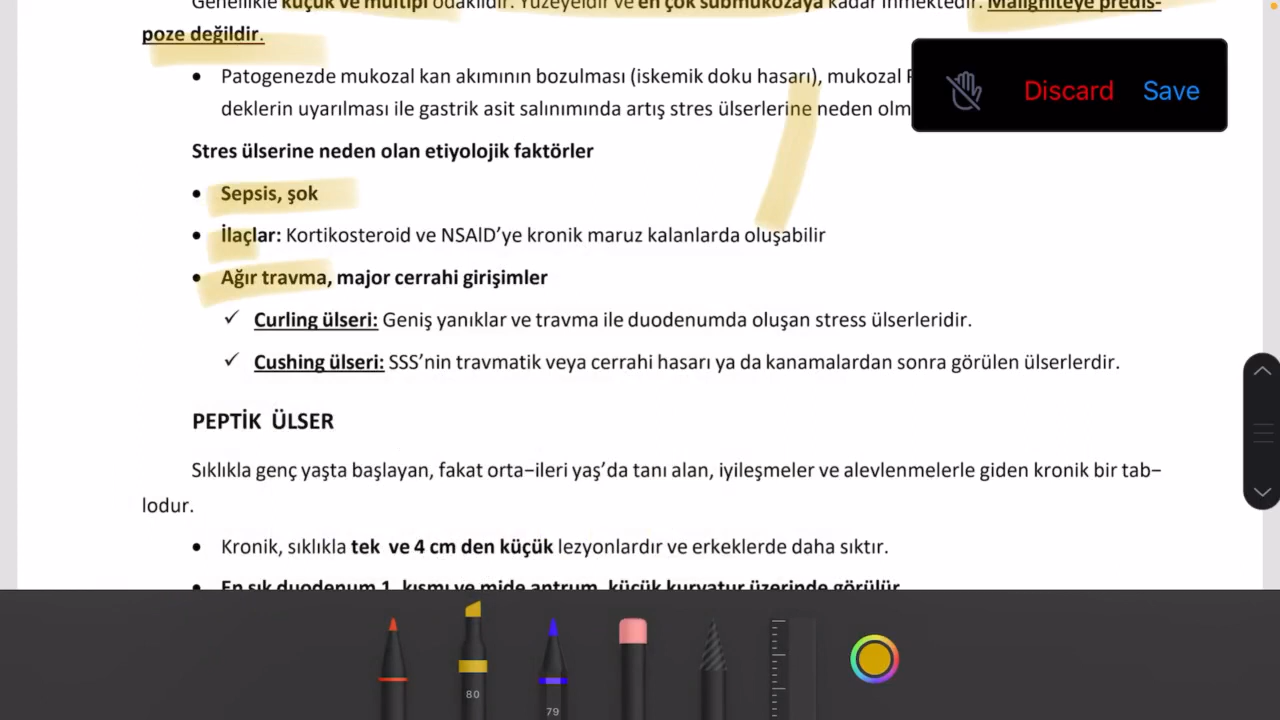 Genellikle küçük ve multipl odaklıdır. Yüzeyeldir ve en çok submukozaya kadar inmektedir. Maligniteye predis-
poze değildir.
• Patogenezde mukozal kan akımının bozulması (iskemik doku hasarı), mukozal
deklerin uyarılması ile gastrik asit salınımında artış stres ülserlerine neden olm
Discard Save
Stres ülserine neden olan etiyolojik faktörler
• Sepsis, şok
• İlaçlar: Kortikosteroid ve NSAID'ye kronik maruz kalanlarda oluşabilir
• Ağır travma, major cerrahi girişimler
✓ Curling ülseri: Geniş yanıklar ve travma ile duodenumda oluşan stress ülserleridir.
✓ Cushing ülseri: SSS'nin travmatik veya cerrahi hasarı ya da kanamalardan sonra görülen ülserlerdir.
PEPTİK ÜLSER
Sıklıkla genç yaşta başlayan, fakat orta–ileri yaş'da tanı alan, iyileşmeler ve alevlenmelerle giden kronik bir tab–
lodur.
• Kronik, sıklıkla tek ve 4 cm den küçük lezyonlardır ve erkeklerde daha sıktır.
• En sık duodenum 1. kısmı ve mide antrum, küçük kurvatur üzerinde görülür
80
79